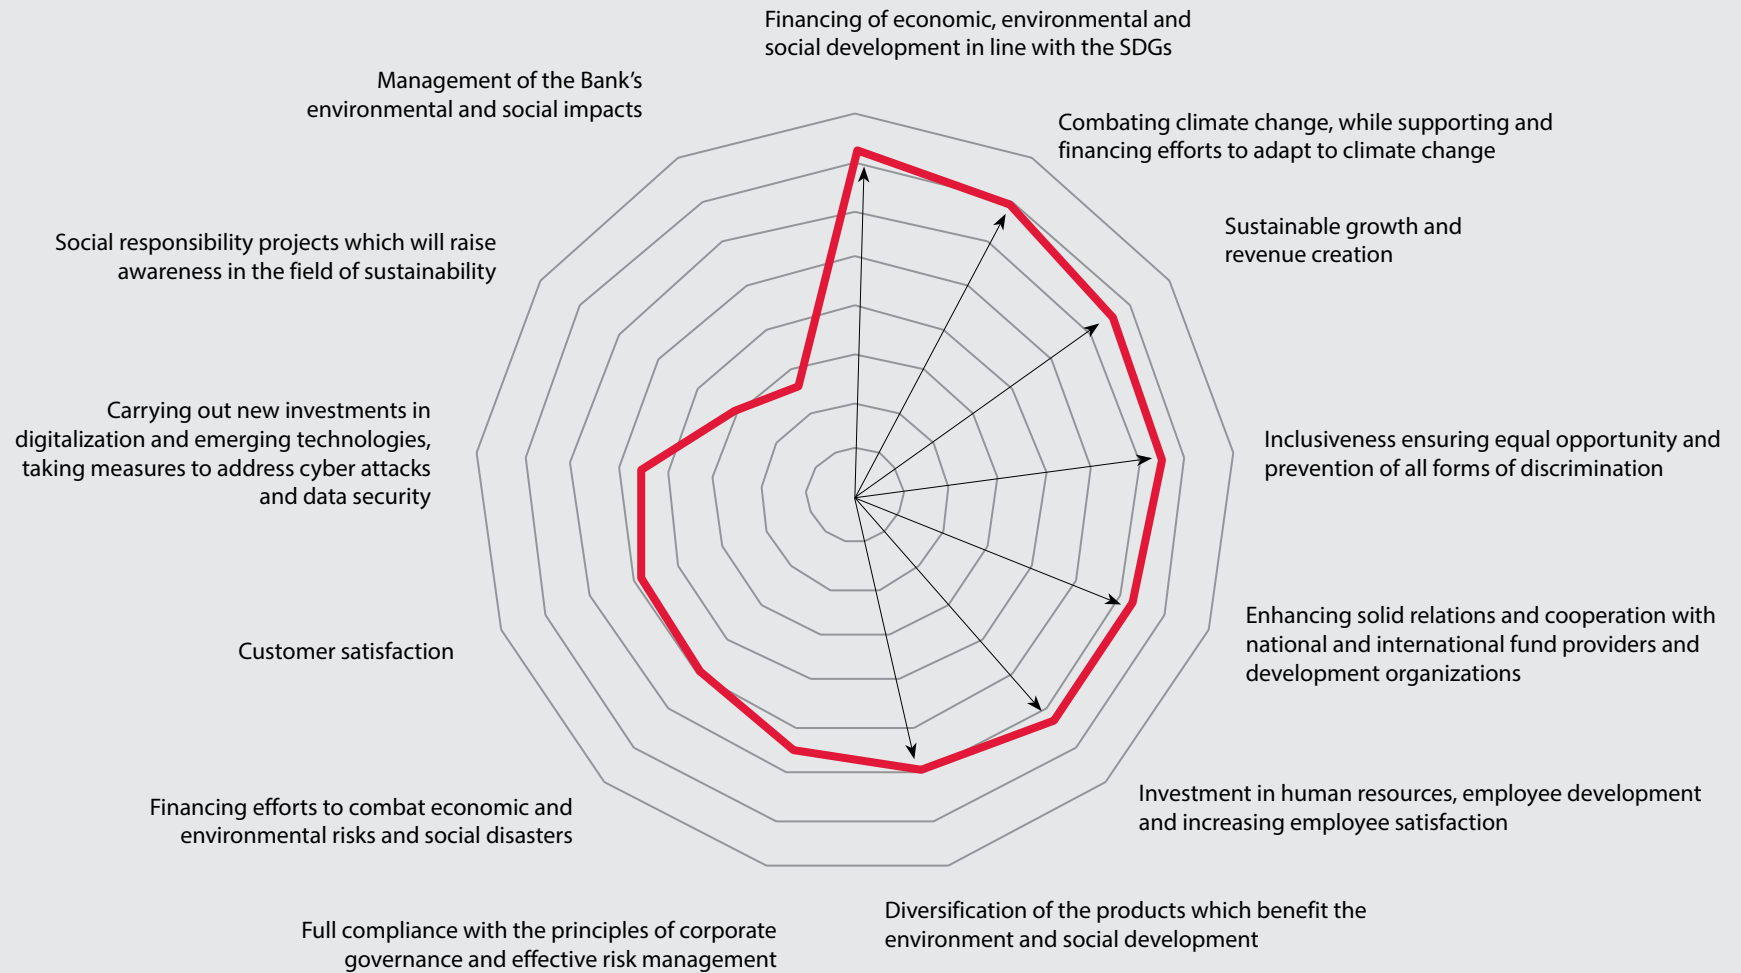 Financing of economic, environmental and
social development in line with the SDGs
Combating climate change, while supporting and
financing efforts to adapt to climate change
Sustainable growth and
revenue creation
Inclusiveness ensuring equal opportunity and
prevention of all forms of discrimination
Enhancing solid relations and cooperation with
national and international fund providers and
development organizations
Investment in human resources, employee development
and increasing employee satisfaction
Diversification of the products which benefit the
environment and social development
Full compliance with the principles of corporate
governance and effective risk management
Financing efforts to combat economic and
environmental risks and social disasters
Customer satisfaction
Carrying out new investments in
digitalization and emerging technologies,
taking measures to address cyber attacks
and data security
Social responsibility projects which will raise
awareness in the field of sustainability
Management of the Bank’s
environmental and social impacts